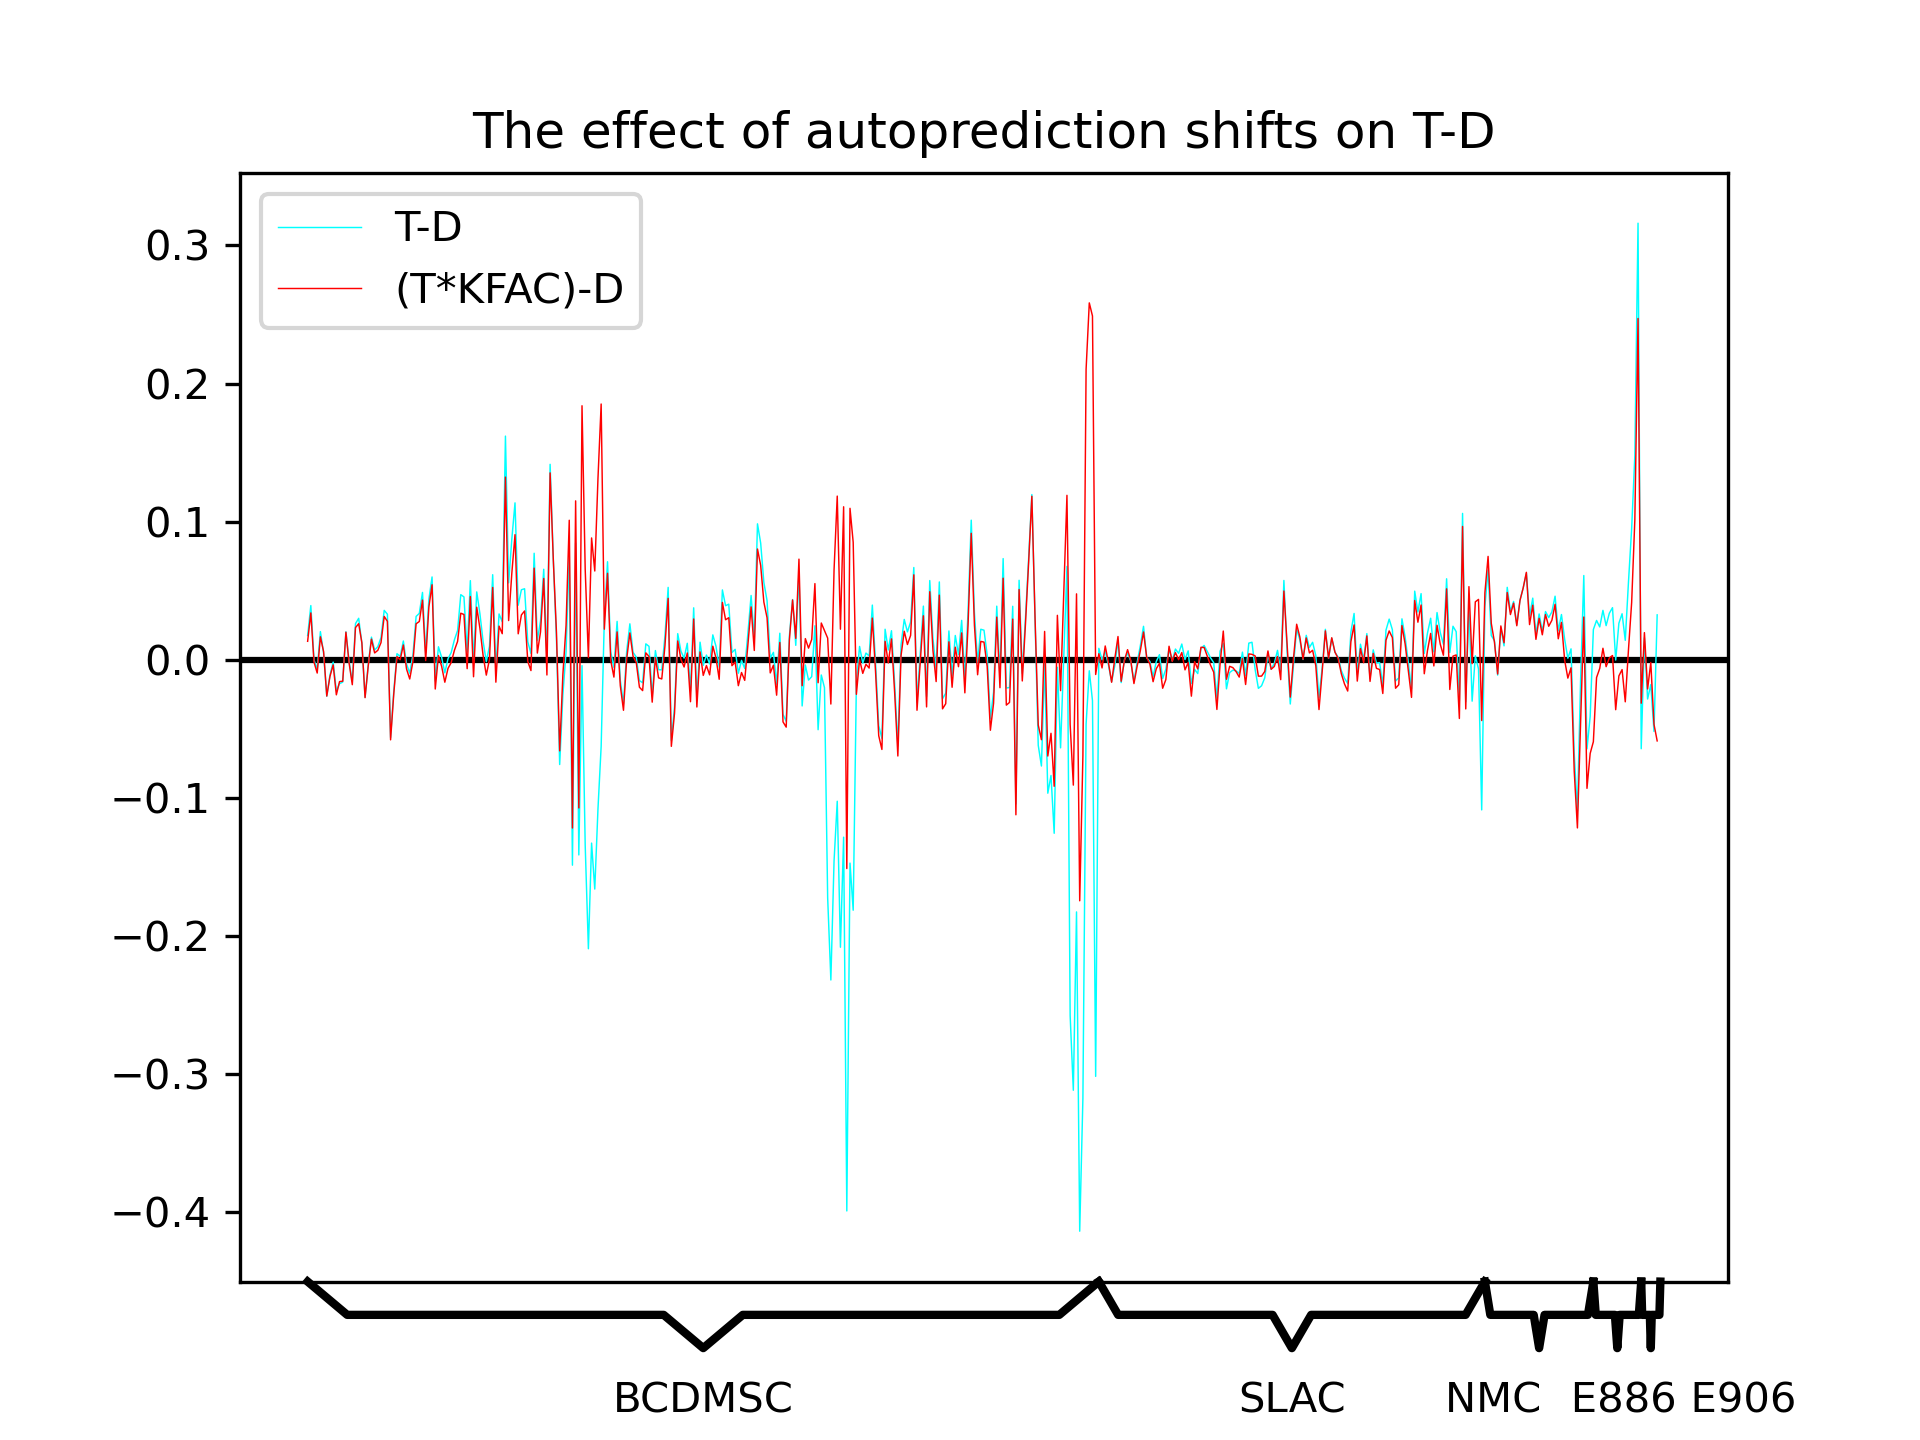 The effect of autoprediction shifts on T-D
T-D
(T*KFAC)-D
0.3
0.2
0.1
0.0
−0.1
−0.2
−0.3
−0.4
BCDMSC SLAC NMC E886 E906